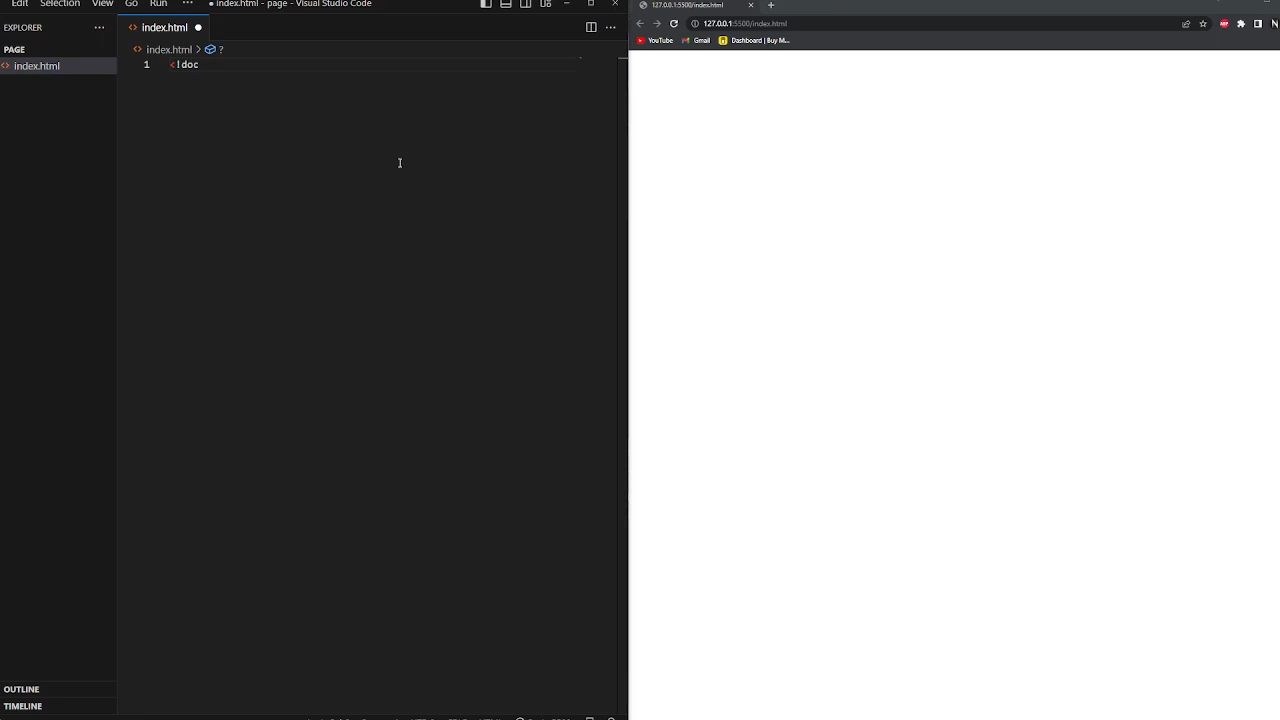 Edit Selection View Go Run ··· ● index.html - page - Visual Studio Code
EXPLORER ···
PAGE
<> index.html
<> index.html ●
<> index.html > ?
1 <!doc
OUTLINE
TIMELINE
127.0.0.1:5500/index.html × +
127.0.0.1:5500/index.html
ABP
N
YouTube Gmail Dashboard | Buy M...